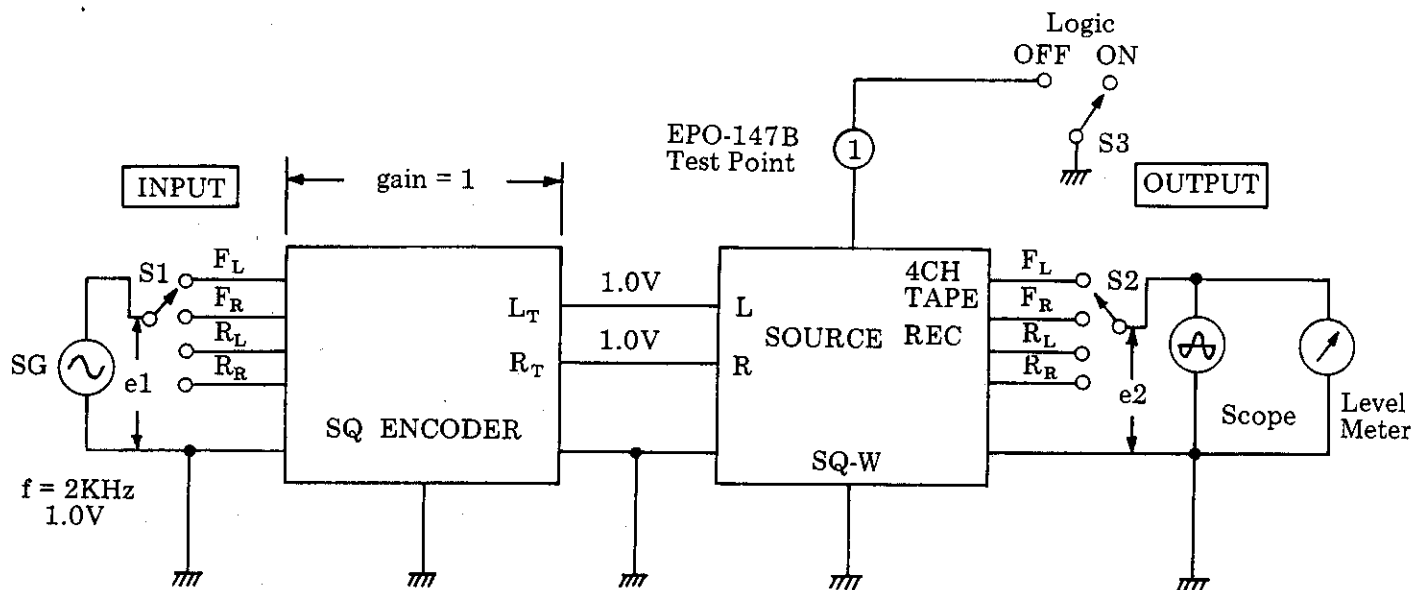 Logic
OFF ON
S3
EPO-147B
Test Point
1
INPUT
gain = 1
OUTPUT
S1
FL
FR
RL
RR
SG
e1
f = 2KHz
1.0V
LT
RT
SQ ENCODER
1.0V
1.0V
L
R
SOURCE
4CH
TAPE
REC
SQ-W
FL
FR
RL
RR
S2
e2
Scope
Level
Meter